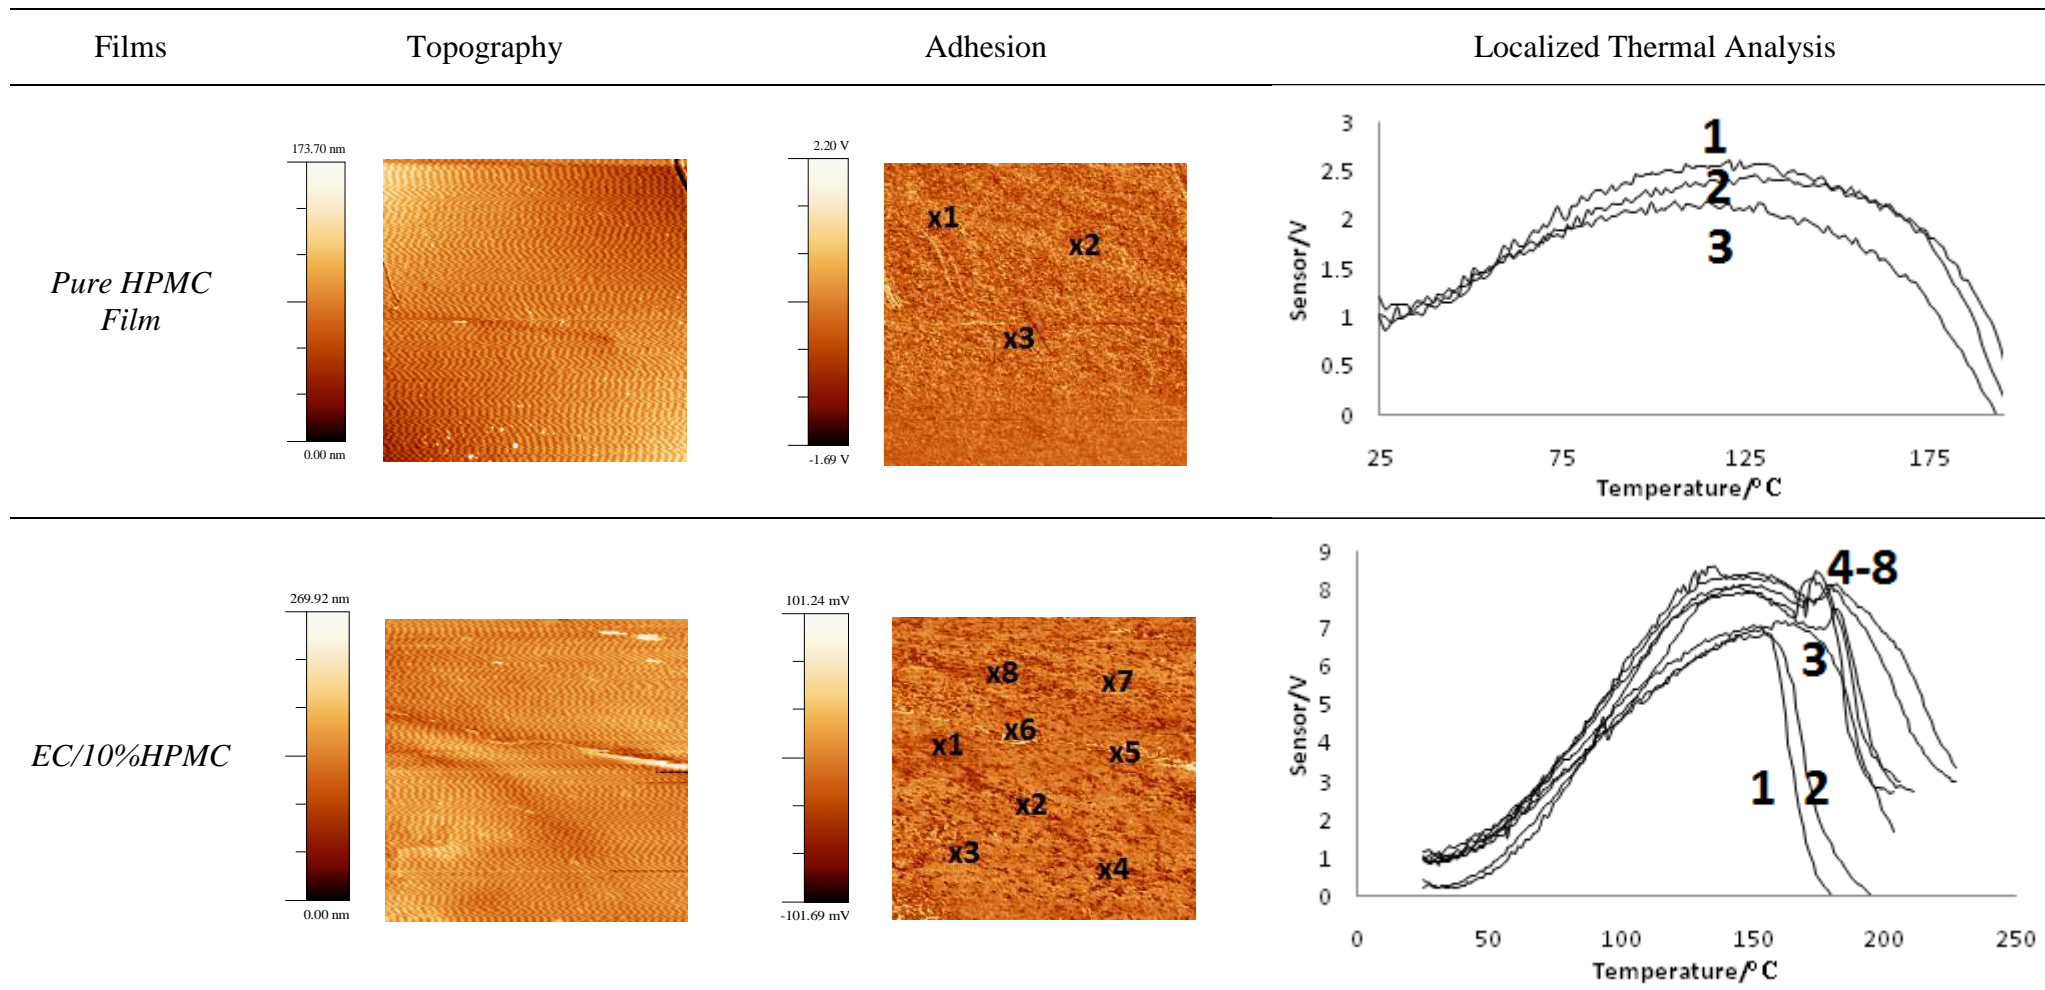 Films Topography Adhesion Localized Thermal Analysis
Pure HPMC
Film
173.70 nm
0.00 nm
2.20 V
-1.69 V
x1
x2
x3
3
2.5
2
1.5
1
0.5
0
Sensor/V
1
2
3
25 75 125 175
Temperature/°C
EC/10%HPMC
269.92 nm
0.00 nm
101.24 mV
-101.69 mV
x8
x7
x6
x1
x5
x2
x3
x4
9
8
7
6
5
4
3
2
1
0
Sensor/V
4-8
3
1 2
0 50 100 150 200 250
Temperature/°C